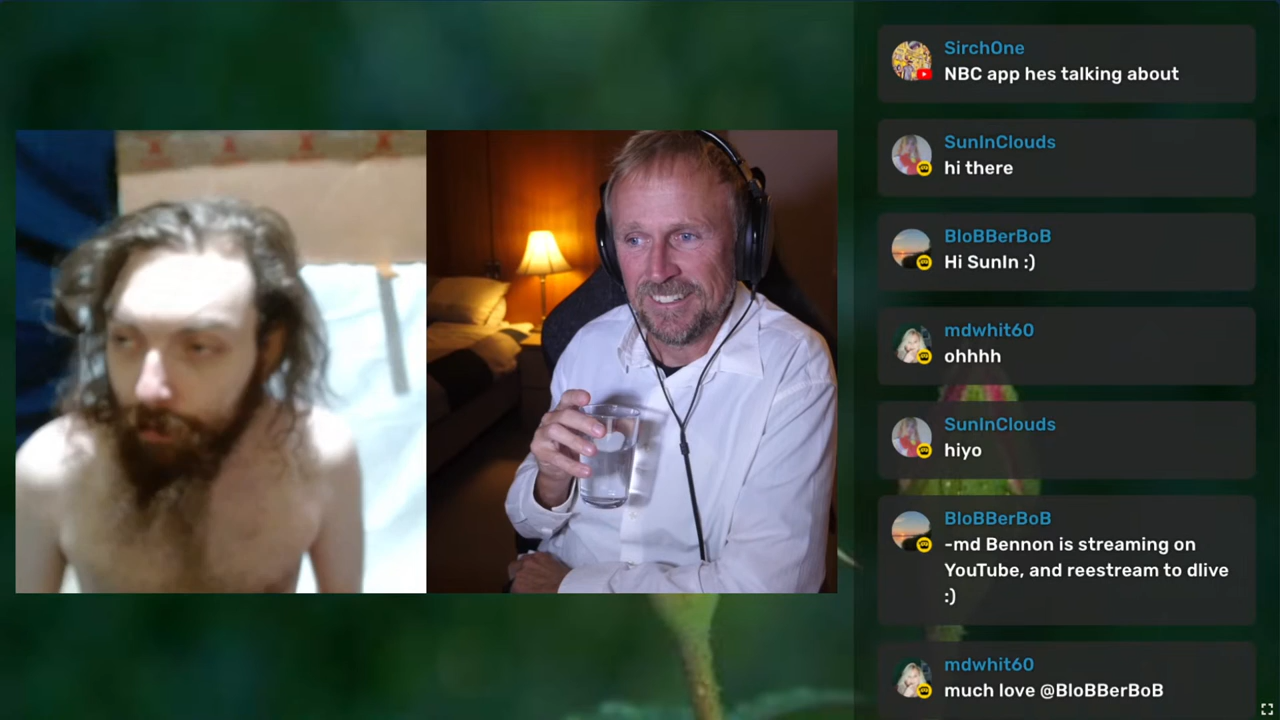 SirchOne
NBC app hes talking about
SunInClouds
hi there
BloBBerBoB
Hi SunIn :)
mdwhit60
ohhhh
SunInClouds
hiyo
BloBBerBoB
-md Bennon is streaming on
YouTube, and reestream to dlive
:)
mdwhit60
much love @BloBBerBoB